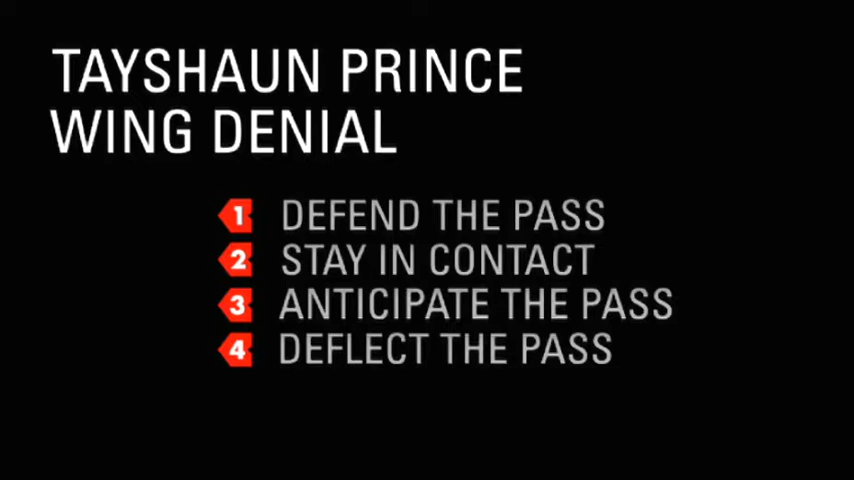 TAYSHAUN PRINCE
WING DENIAL
1 DEFEND THE PASS
2 STAY IN CONTACT
3 ANTICIPATE THE PASS
4 DEFLECT THE PASS